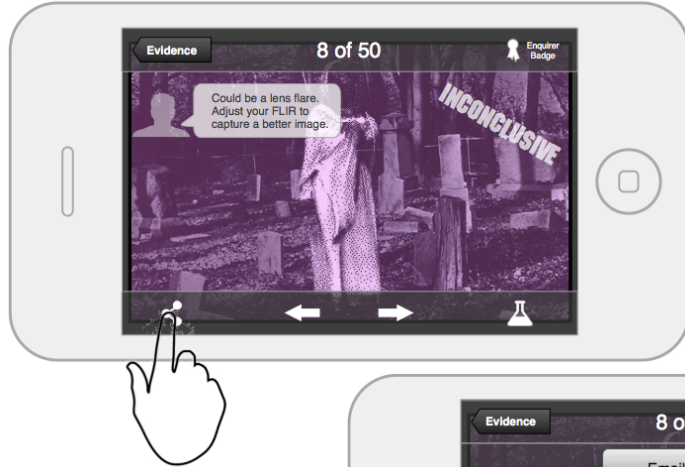 Evidence
8 of 50
Enquirer
Badge
Could be a lens flare.
Adjust your FLIR to
capture a better image.
INCONCLUSIVE
Evidence
8 o
Email